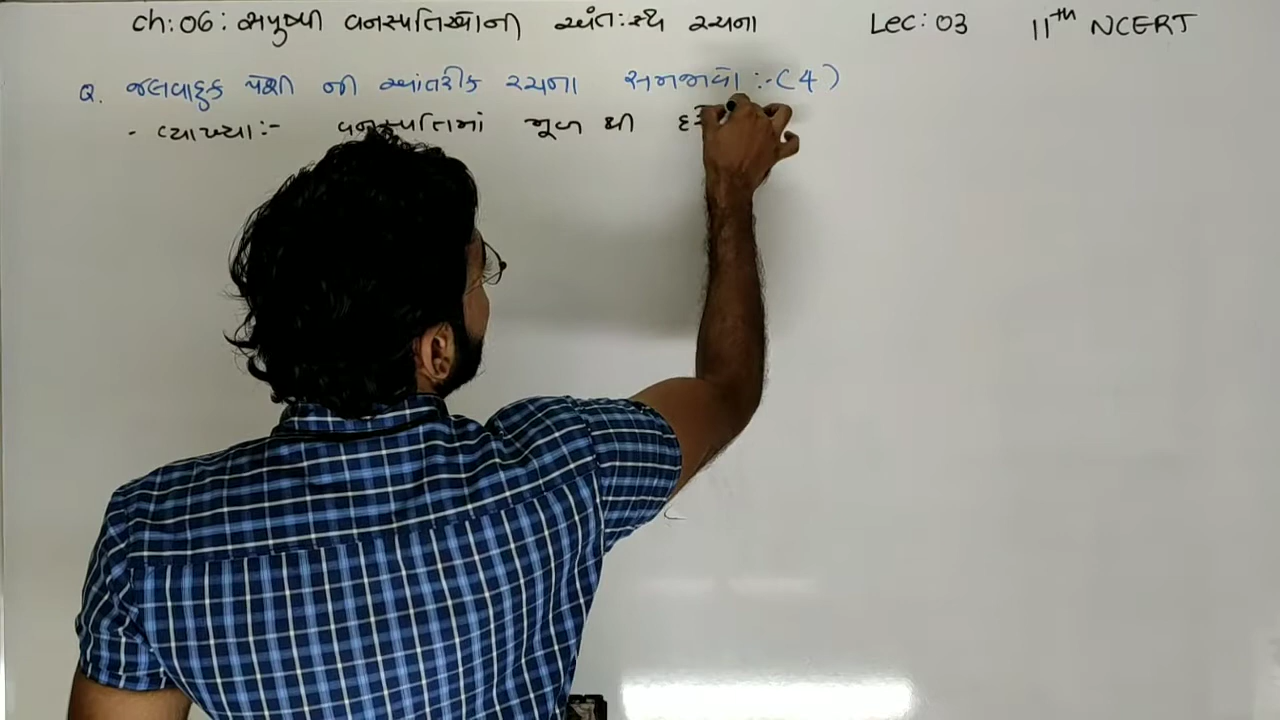 Ch: 06: સપુષ્પી વનસ્પતિઓની અંત:સ્થ રચના Lec: 03 11th NCERT
Q. જલવાહક પેશી ની આંતરીક રચના સમજાવો :- (4)
- વ્યાખ્યા:- વનસ્પતિમાં મૂળ થી